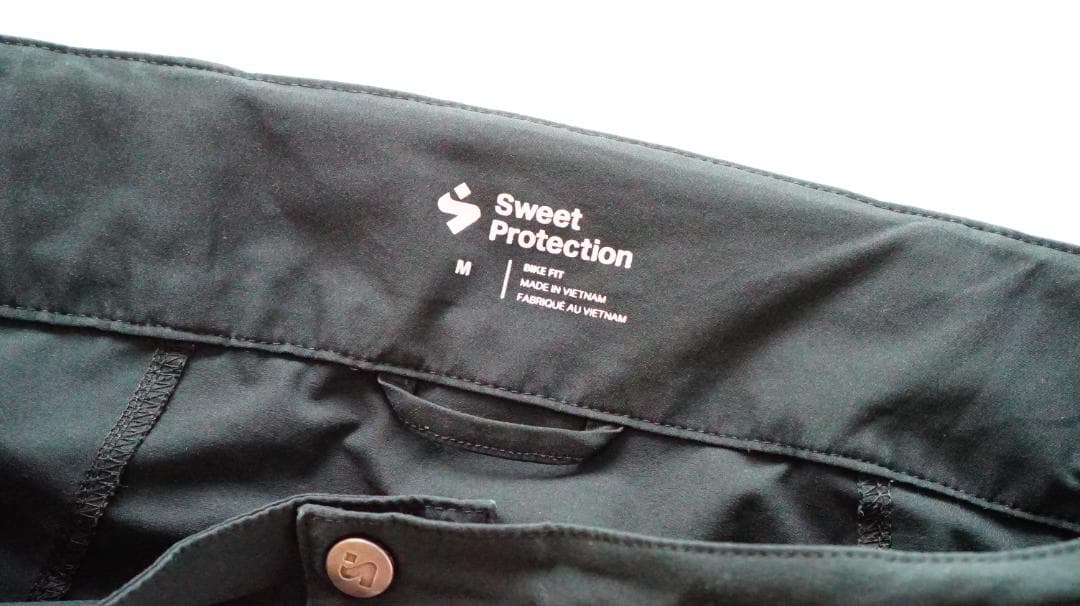 Sweet
Protection
M
BIKE FIT
MADE IN VIETNAM
FABRIQUÉ AU VIETNAM